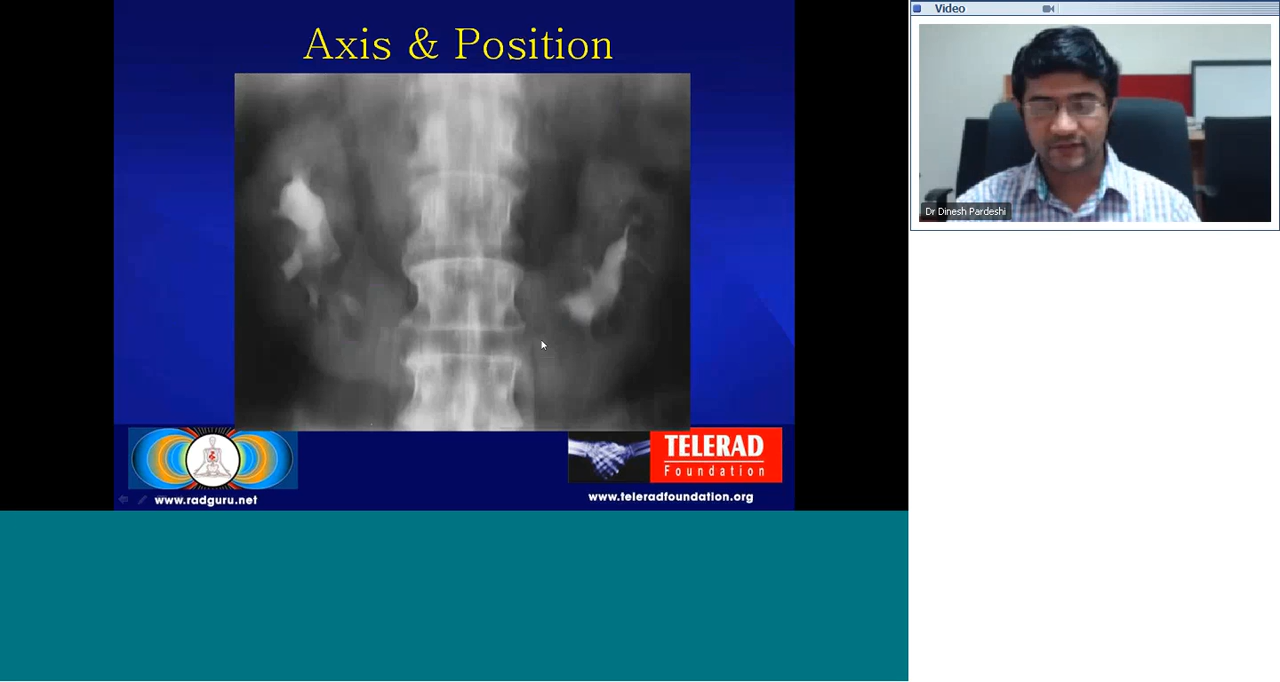 Axis & Position
Video
Dr Dinesh Pardeshi
TELERAD
Foundation
www.radguru.net
www.teleradfoundation.org